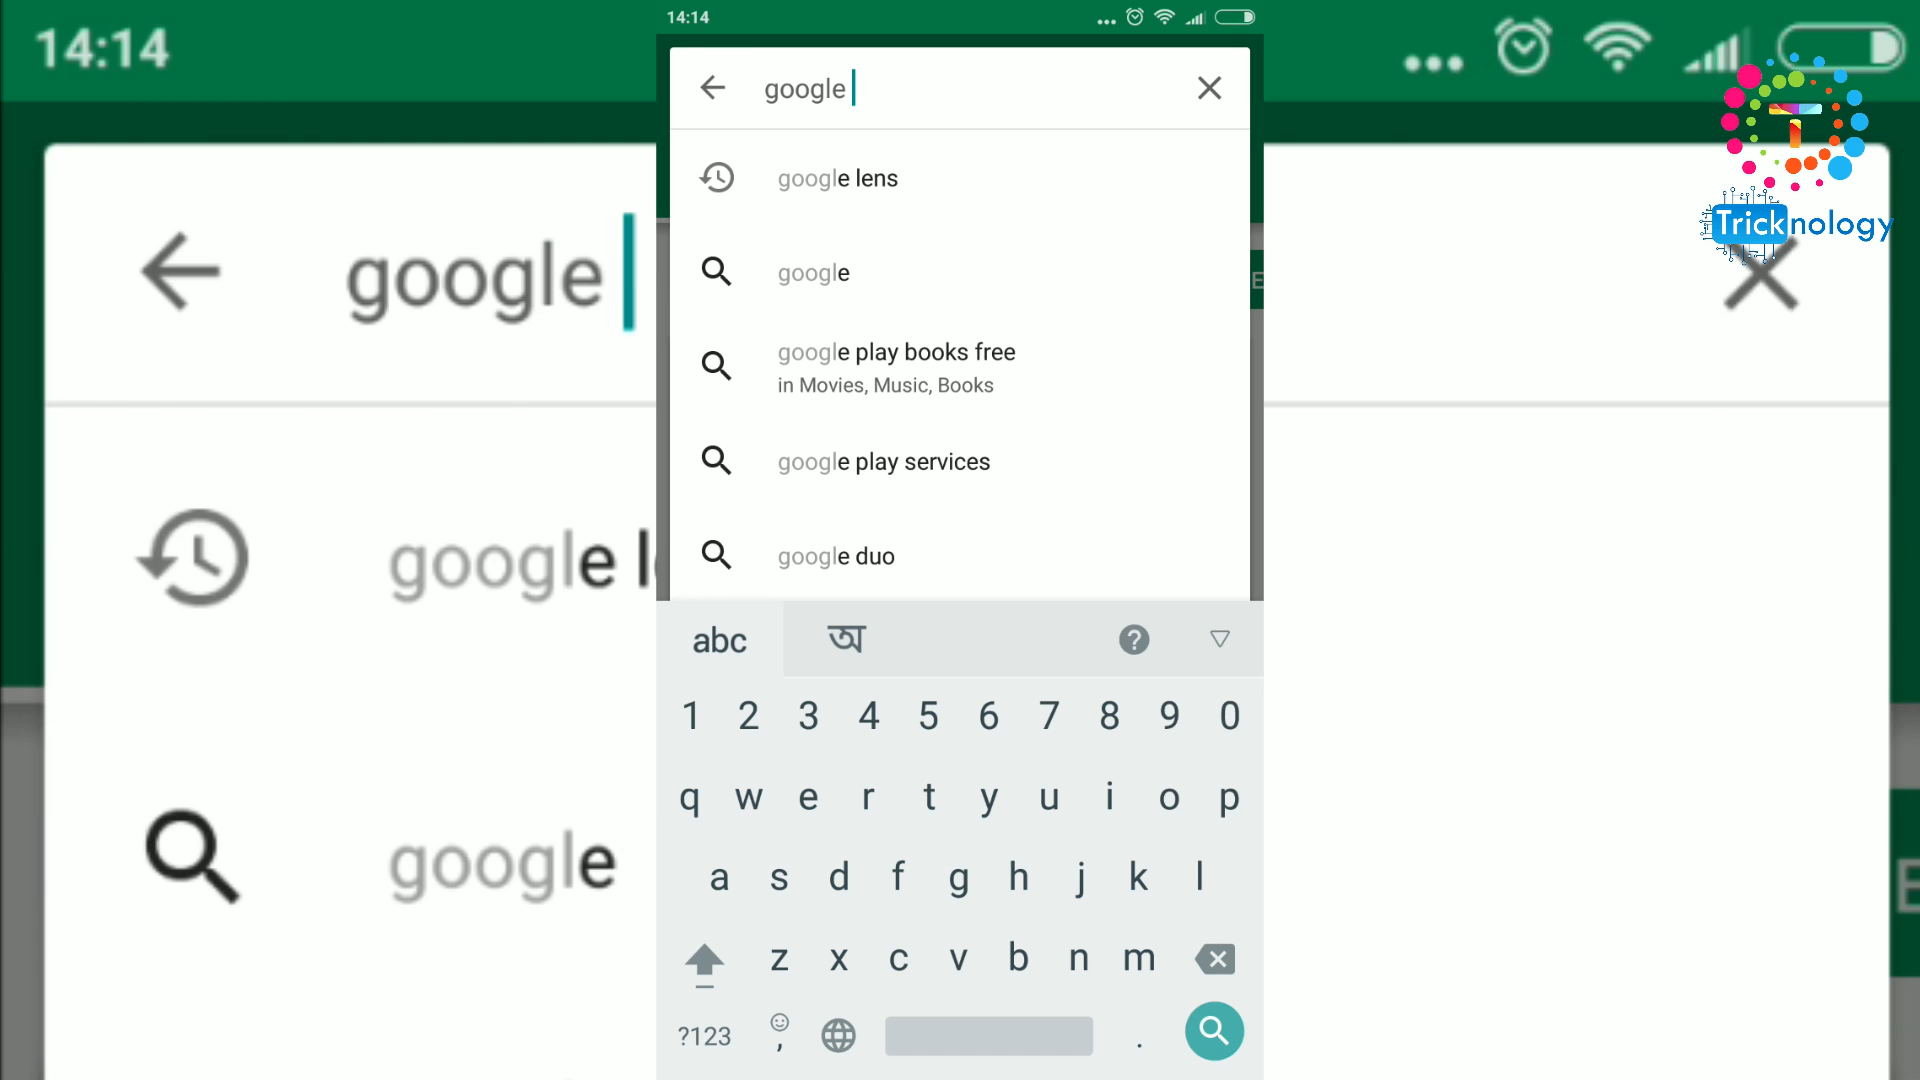 14:14
google
google l
google
E
14:14
google
google lens
google
google play books free
in Movies, Music, Books
google play services
google duo
abc অ ?
1 2 3 4 5 6 7 8 9 0
q w e r t y u i o p
a s d f g h j k l
z x c v b n m
?123 , .
E
T
Tricknology